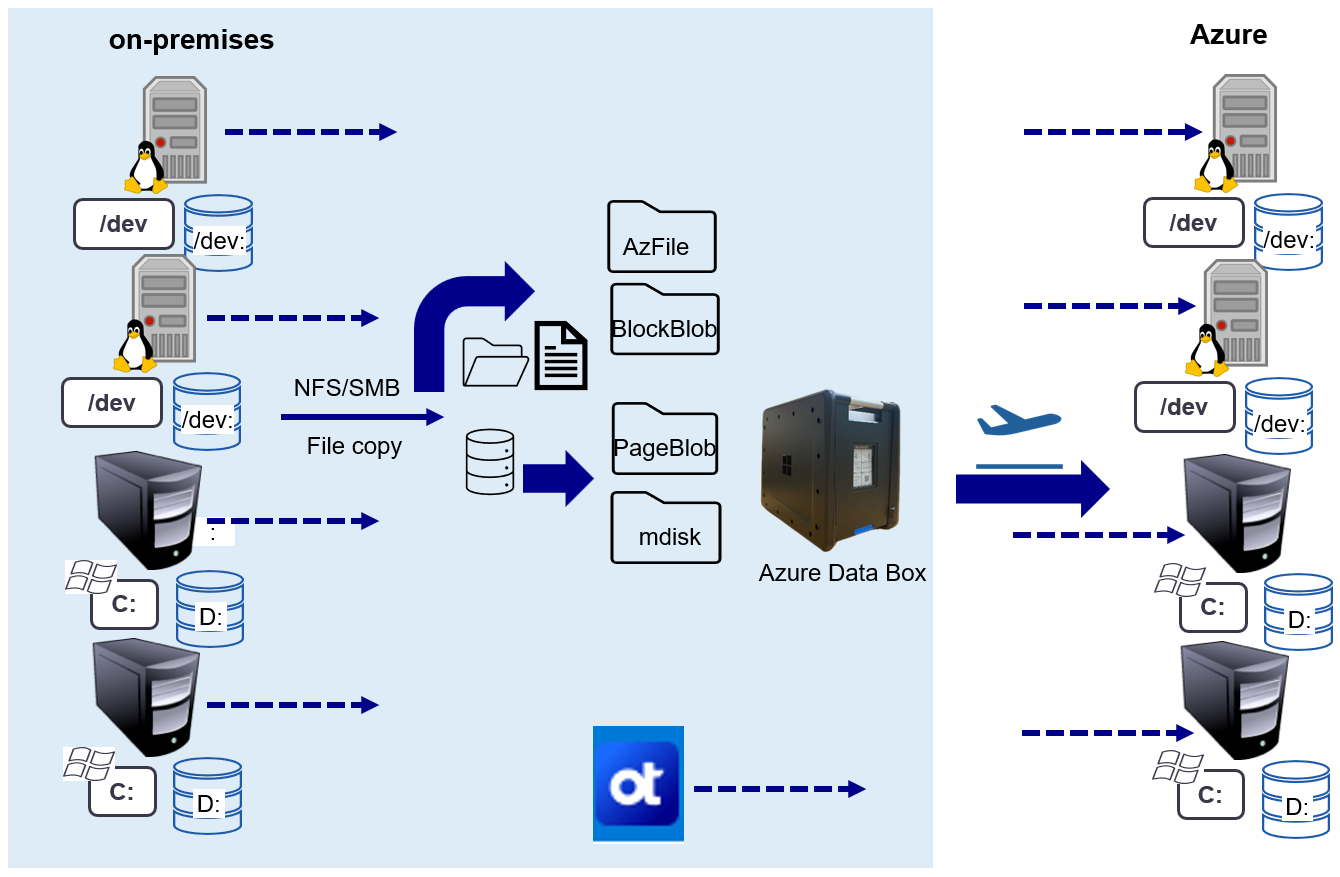 on-premises
Azure
/dev
/dev:
/dev
/dev:
AzFile
BlockBlob
NFS/SMB
File copy
/dev
/dev:
/dev
/dev:
PageBlob
mdisk
:
Azure Data Box
C:
D:
C:
D:
C:
D:
C:
D:
ot